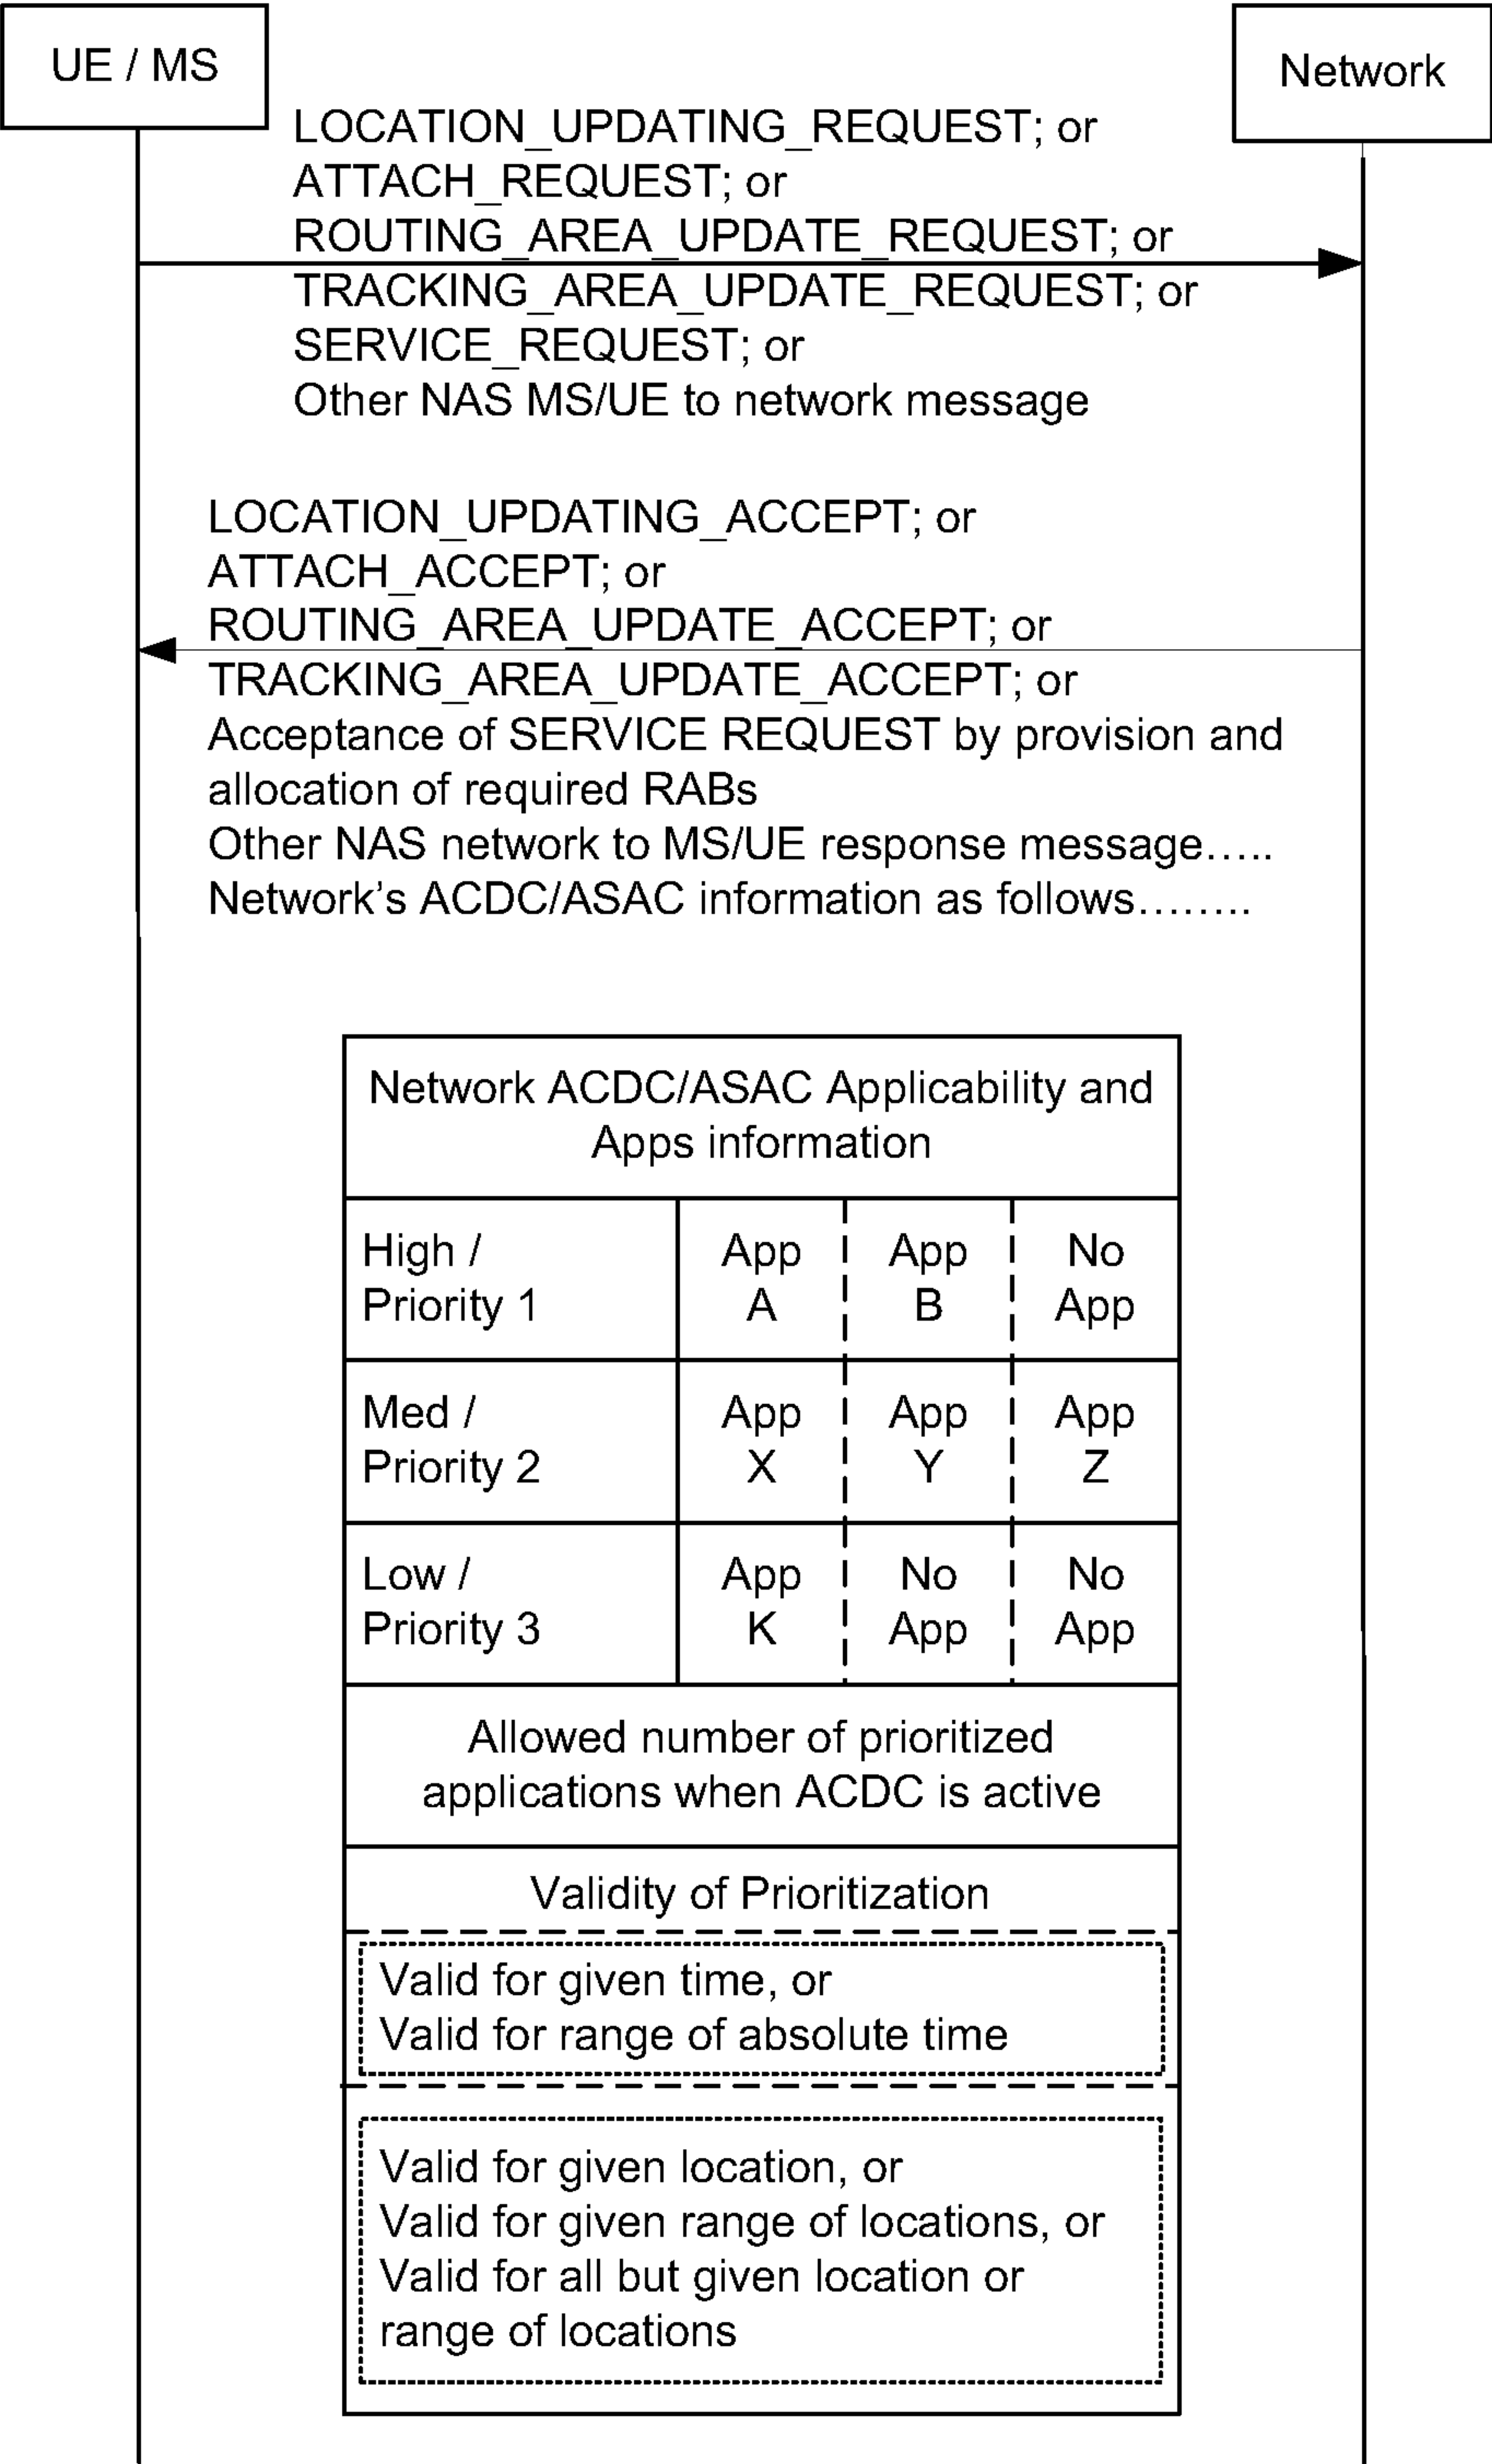 UE / MS
Network
LOCATION_UPDATING_REQUEST; or
ATTACH_REQUEST; or
ROUTING_AREA_UPDATE_REQUEST; or
TRACKING_AREA_UPDATE_REQUEST; or
SERVICE_REQUEST; or
Other NAS MS/UE to network message
LOCATION_UPDATING_ACCEPT; or
ATTACH_ACCEPT; or
ROUTING_AREA_UPDATE_ACCEPT; or
TRACKING_AREA_UPDATE_ACCEPT; or
Acceptance of SERVICE REQUEST by provision and
allocation of required RABs
Other NAS network to MS/UE response message…..
Network’s ACDC/ASAC information as follows……..
Network ACDC/ASAC Applicability and
Apps information
High /
Priority 1
App
A
App
B
No
App
Med /
Priority 2
App
X
App
Y
App
Z
Low /
Priority 3
App
K
No
App
No
App
Allowed number of prioritized
applications when ACDC is active
Validity of Prioritization
Valid for given time, or
Valid for range of absolute time
Valid for given location, or
Valid for given range of locations, or
Valid for all but given location or
range of locations